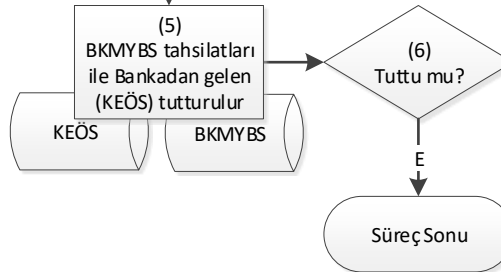 (5)
BKMYBS tahsilatları
ile Bankadan gelen
(KEÖS) tutturulur
(6)
Tuttu mu?
KEÖS
BKMYBS
E
Süreç Sonu